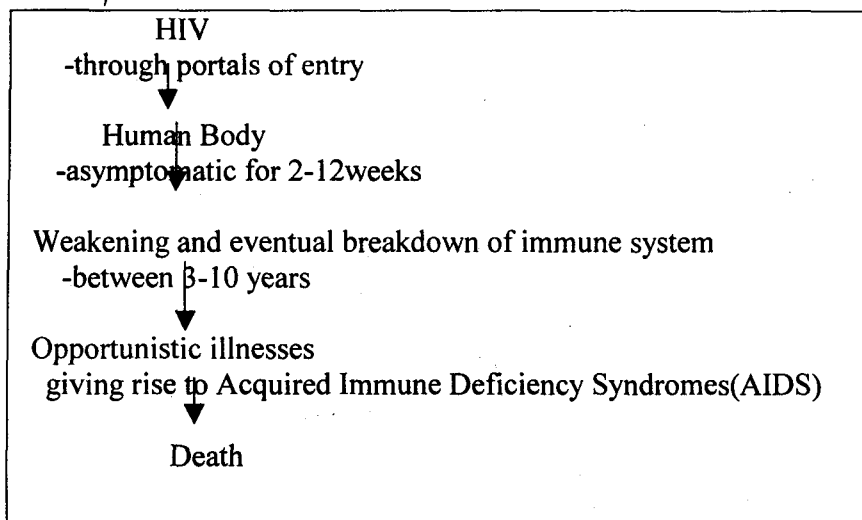 HIV
-through portals of entry
Human Body
-asymptomatic for 2-12weeks
Weakening and eventual breakdown of immune system
-between 3-10 years
Opportunistic illnesses
giving rise to Acquired Immune Deficiency Syndromes(AIDS)
Death